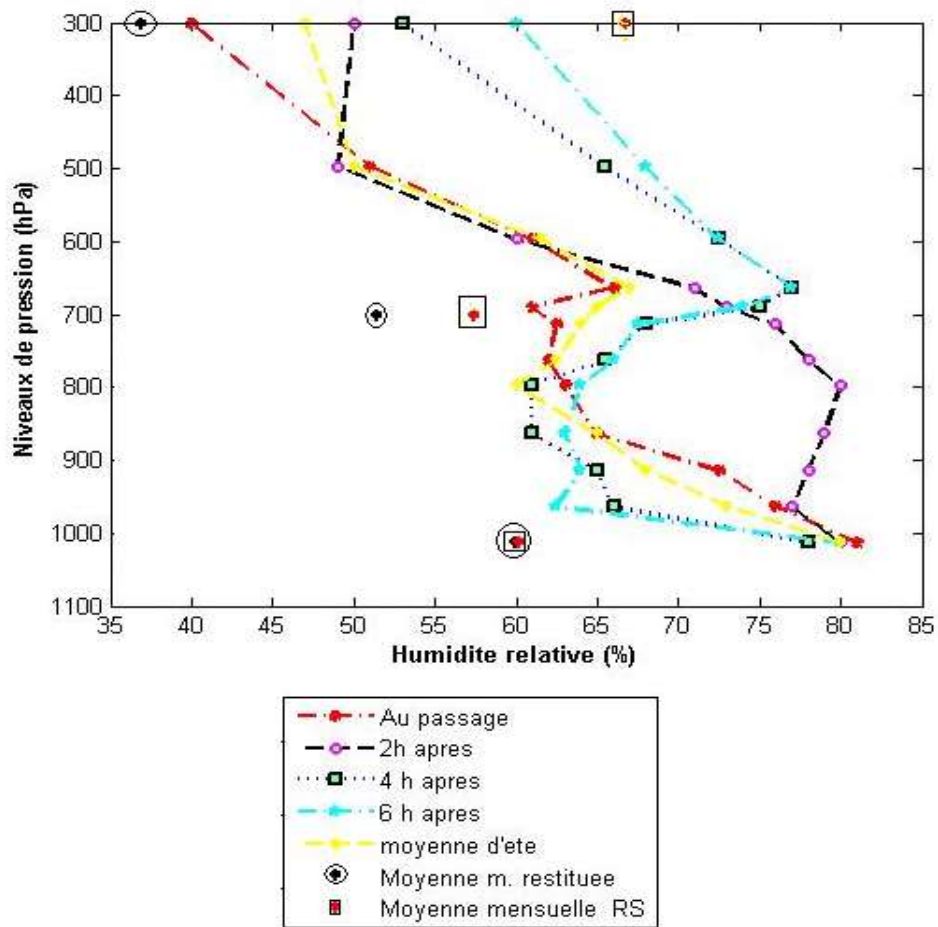 300
400
500
600
700
800
900
1000
1100
Niveaux de pression (hPa)
35 40 45 50 55 60 65 70 75 80 85
Humidite relative (%)
Au passage
2h apres
4 h apres
6 h apres
moyenne d'ete
Moyenne m. restituee
Moyenne mensuelle RS